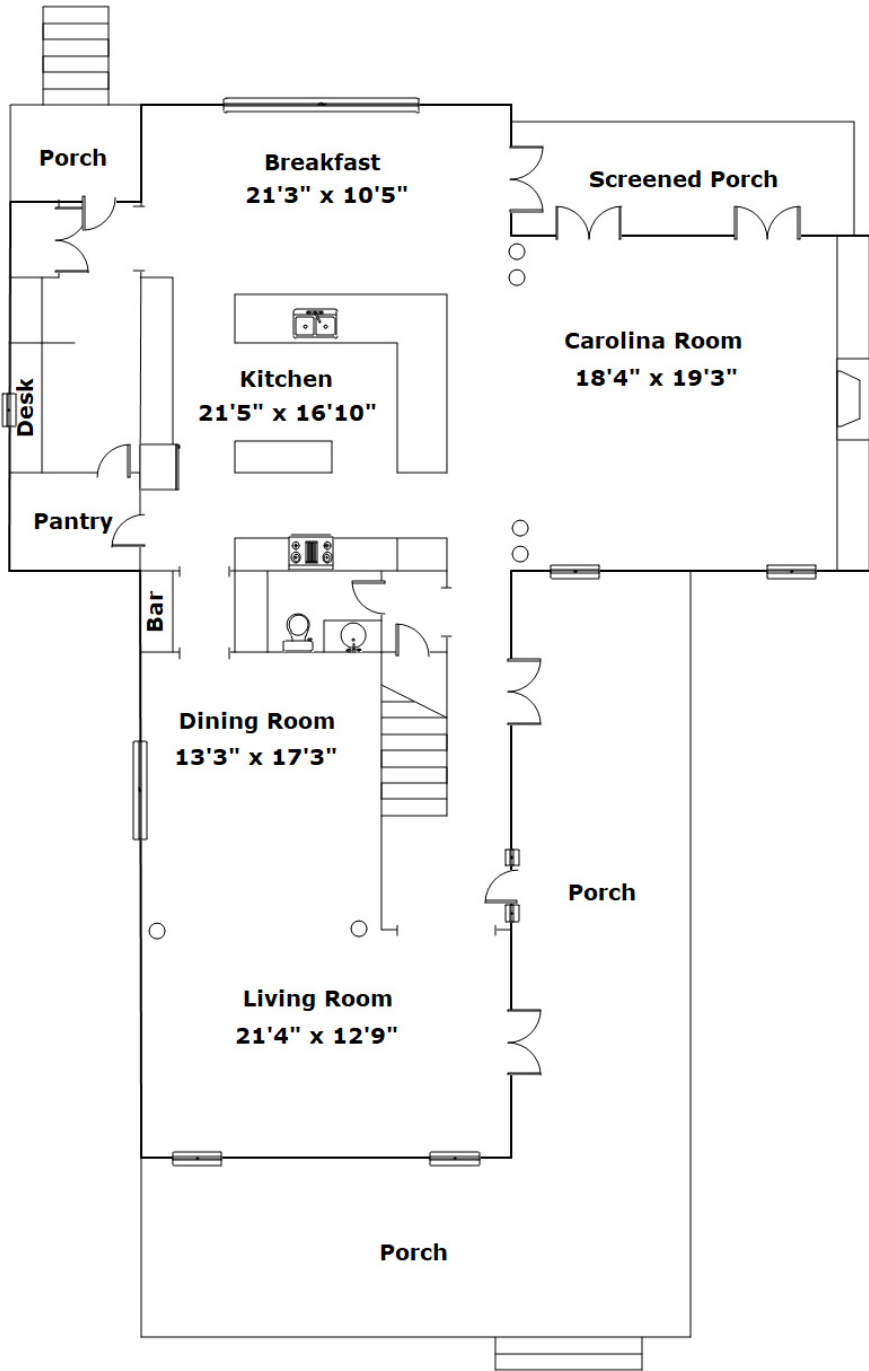 Porch
Breakfast
21'3" x 10'5"
Screened Porch
Carolina Room
18'4" x 19'3"
Kitchen
21'5" x 16'10"
Desk
Pantry
Bar
Dining Room
13'3" x 17'3"
Porch
Living Room
21'4" x 12'9"
Porch